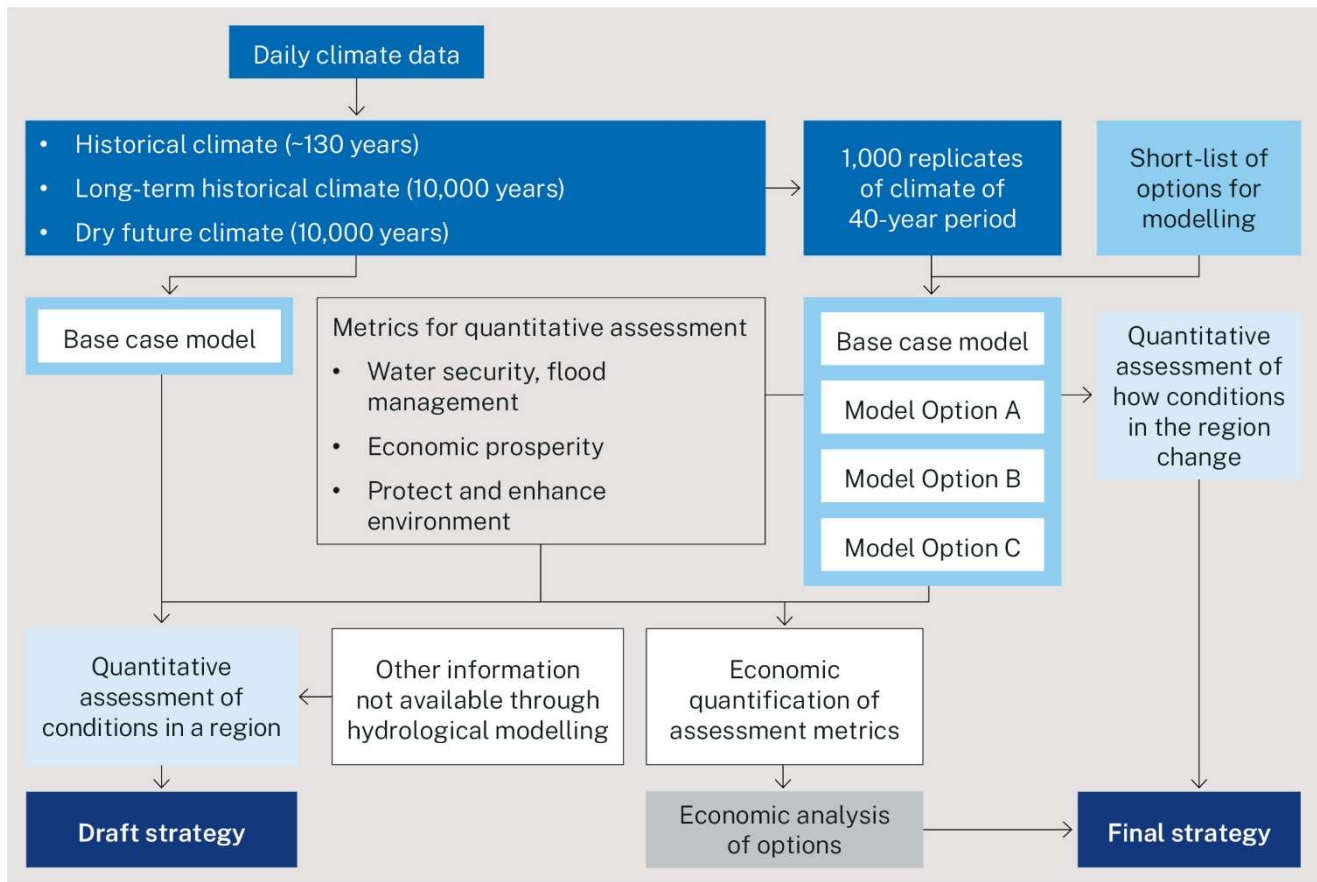 Daily climate data
• Historical climate (~130 years)
• Long-term historical climate (10,000 years)
• Dry future climate (10,000 years)
1,000 replicates
of climate of
40-year period
Short-list of
options for
modelling
Base case model
Metrics for quantitative assessment
• Water security, flood
management
• Economic prosperity
• Protect and enhance
environment
Base case model
Model Option A
Model Option B
Model Option C
Quantitative
assessment of
how conditions
in the region
change
Quantitative
assessment of
conditions in a region
Other information
not available through
hydrological modelling
Economic
quantification of
assessment metrics
Draft strategy
Economic analysis
of options
Final strategy